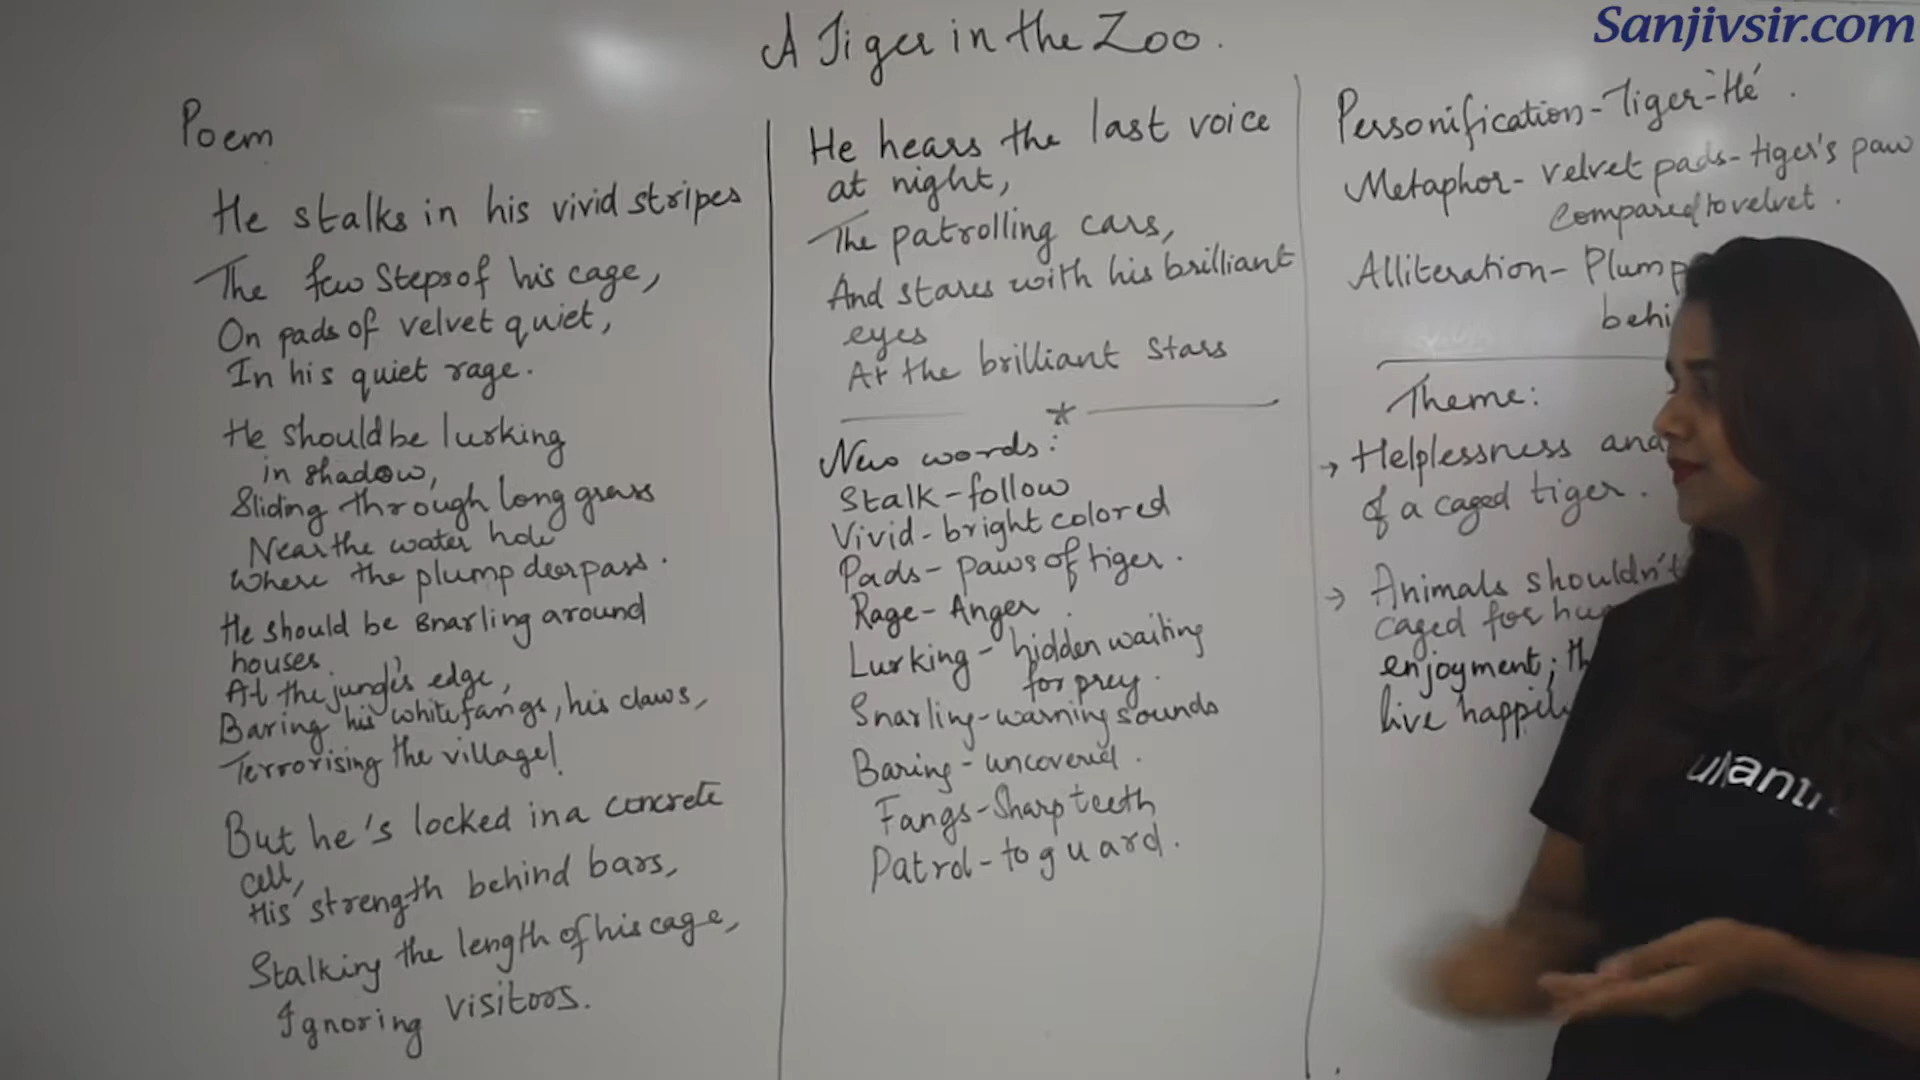 Sanjivsir.com
A Tiger in the Zoo.
Poem
He stalks in his vivid stripes
The few steps of his cage,
On pads of velvet quiet,
In his quiet rage.
He should be lurking
in shadow,
Sliding through long grass
Near the water hole
Where the plump deer pass.
He should be snarling around
houses
At the jungle's edge,
Baring his white fangs, his claws,
Terrorising the village!
But he's locked in a concrete
cell,
His strength behind bars,
Stalking the length of his cage,
Ignoring visitors.
He hears the last voice
at night,
The patrolling cars,
And stares with his brilliant
eyes
At the brilliant stars
*
New words:
Stalk - follow
Vivid - bright colored
Pads - paws of tiger.
Rage - Anger.
Lurking - hidden waiting
for prey.
Snarling - warning sounds
Baring - uncovered.
Fangs - Sharp teeth
Patrol - to guard.
Personification - Tiger - He.
Metaphor - velvet pads - tiger's paw
compared to velvet.
Alliteration - Plump
behi
Theme:
→ Helplessness and
of a caged tiger.
→ Animals shouldn't
caged for hu
enjoyment; th
live happily